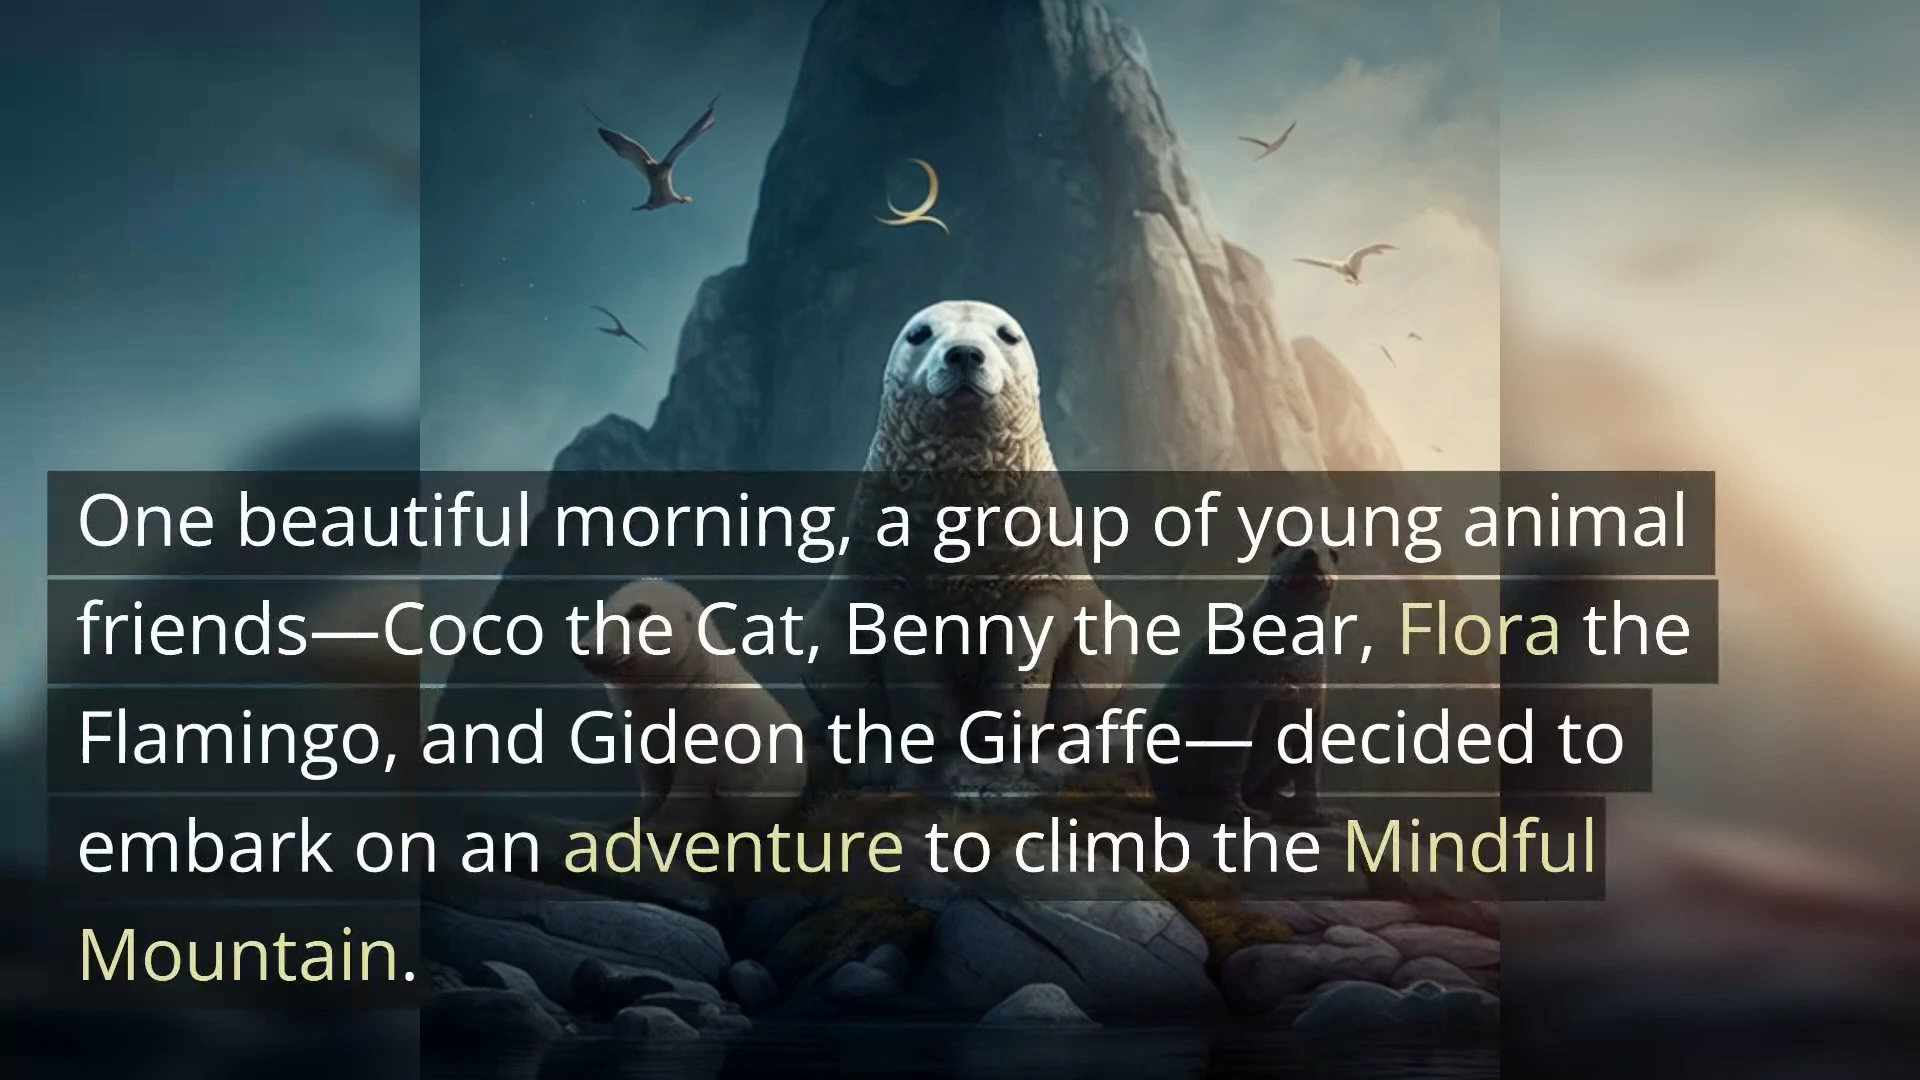 One beautiful morning, a group of young animal
friends—Coco the Cat, Benny the Bear, Flora the
Flamingo, and Gideon the Giraffe— decided to
embark on an adventure to climb the Mindful
Mountain.